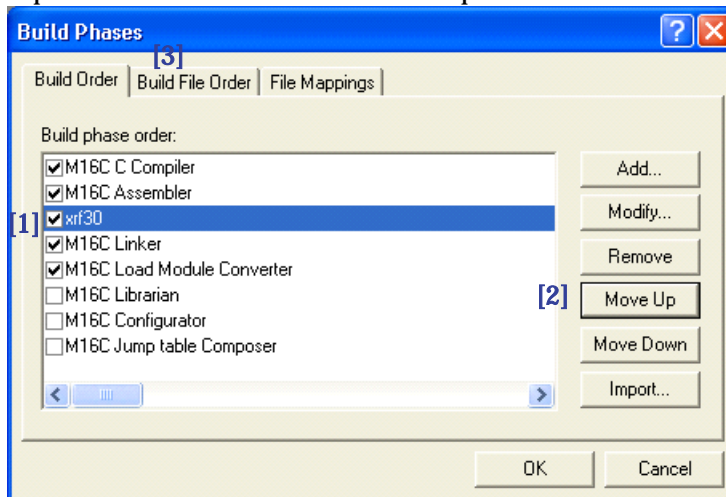 Build Phases
[3]
Build Order Build File Order File Mappings
Build phase order:
M16C C Compiler
Add...
M16C Assembler
[1] xrf30
Modify...
M16C Linker
Remove
M16C Load Module Converter
M16C Librarian
[2] Move Up
M16C Configurator
M16C Jump table Composer
Move Down
Import...
OK Cancel